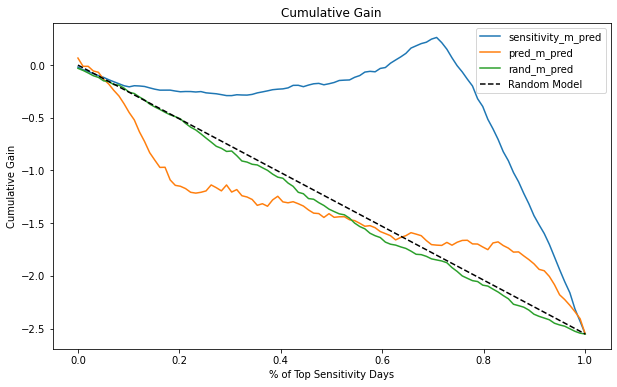 Cumulative Gain
sensitivity_m_pred
pred_m_pred
rand_m_pred
Random Model
Cumulative Gain
0.0
−0.5
−1.0
−1.5
−2.0
−2.5
0.0 0.2 0.4 0.6 0.8 1.0
% of Top Sensitivity Days